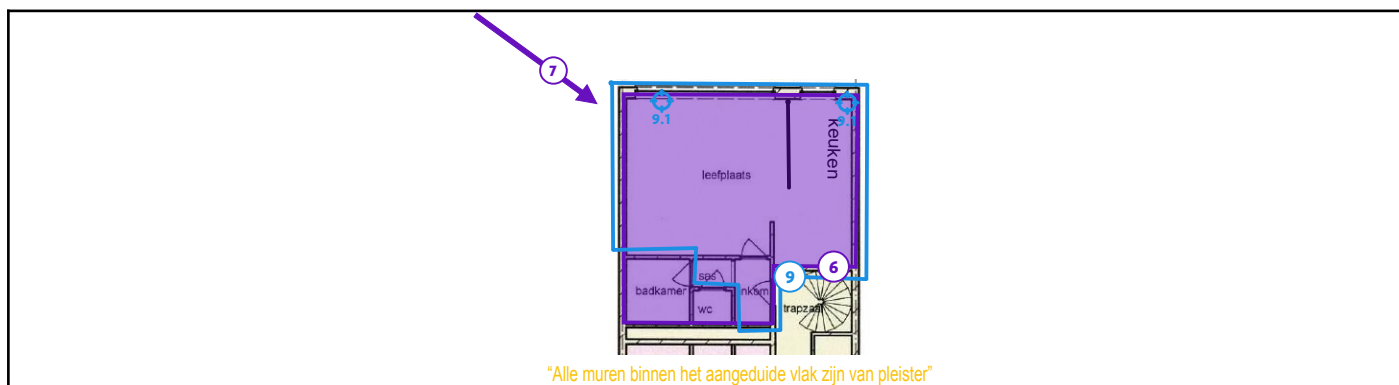 7
9.1
9.1
keuken
leefplaats
9
6
sas
badkamer
nkom
wc
trapzaal
“Alle muren binnen het aangeduide vlak zijn van pleister”